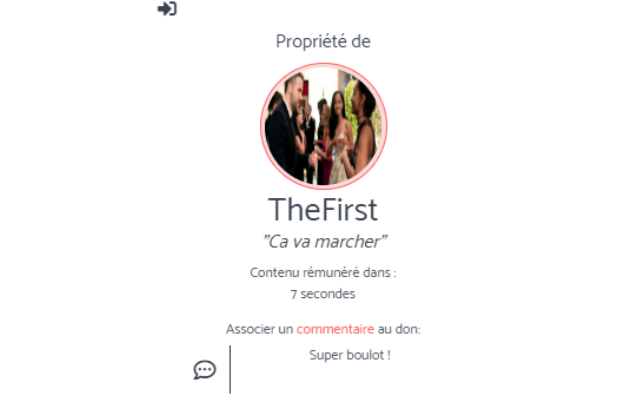 Propriété de
TheFirst
"Ca va marcher"
Contenu rémunéré dans :
7 secondes
Associer un commentaire au don:
Super boulot !